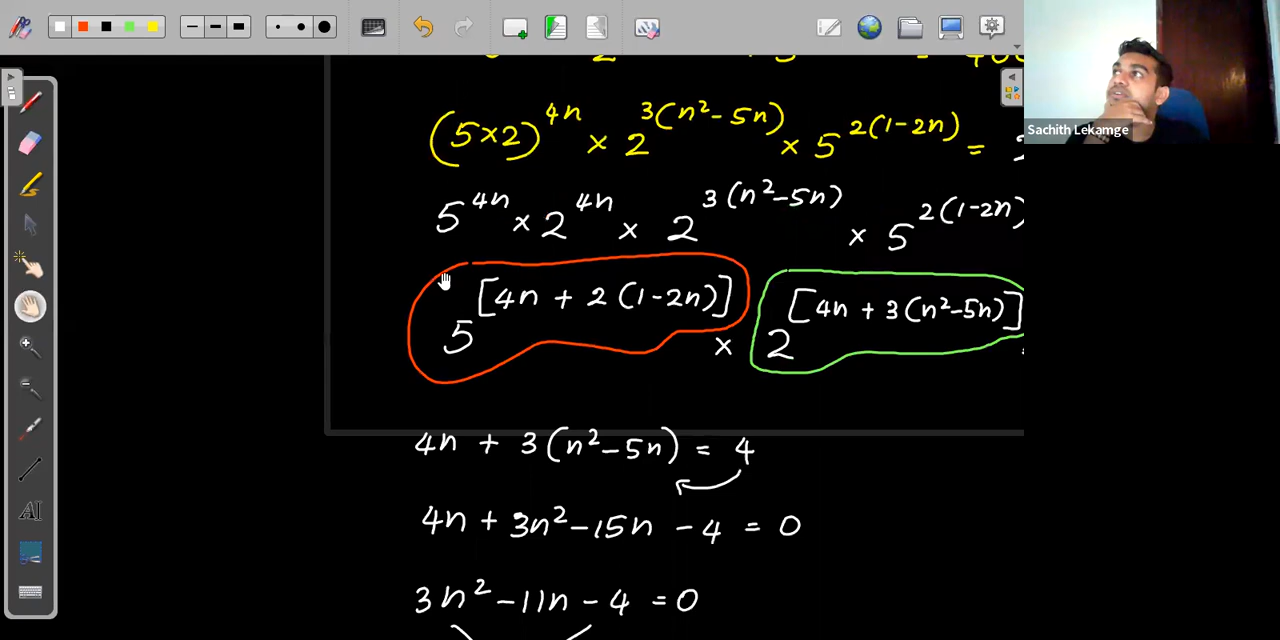 (5×2)^4n × 2^3(n²-5n) × 5^2(1-2n) =
Sachith Lekamge
5^4n × 2^4n × 2^3(n²-5n) × 5^2(1-2n)
5^[4n + 2(1-2n)] × 2^[4n + 3(n²-5n)]
4n + 3(n²-5n) = 4
4n + 3n² - 15n - 4 = 0
3n² - 11n - 4 = 0